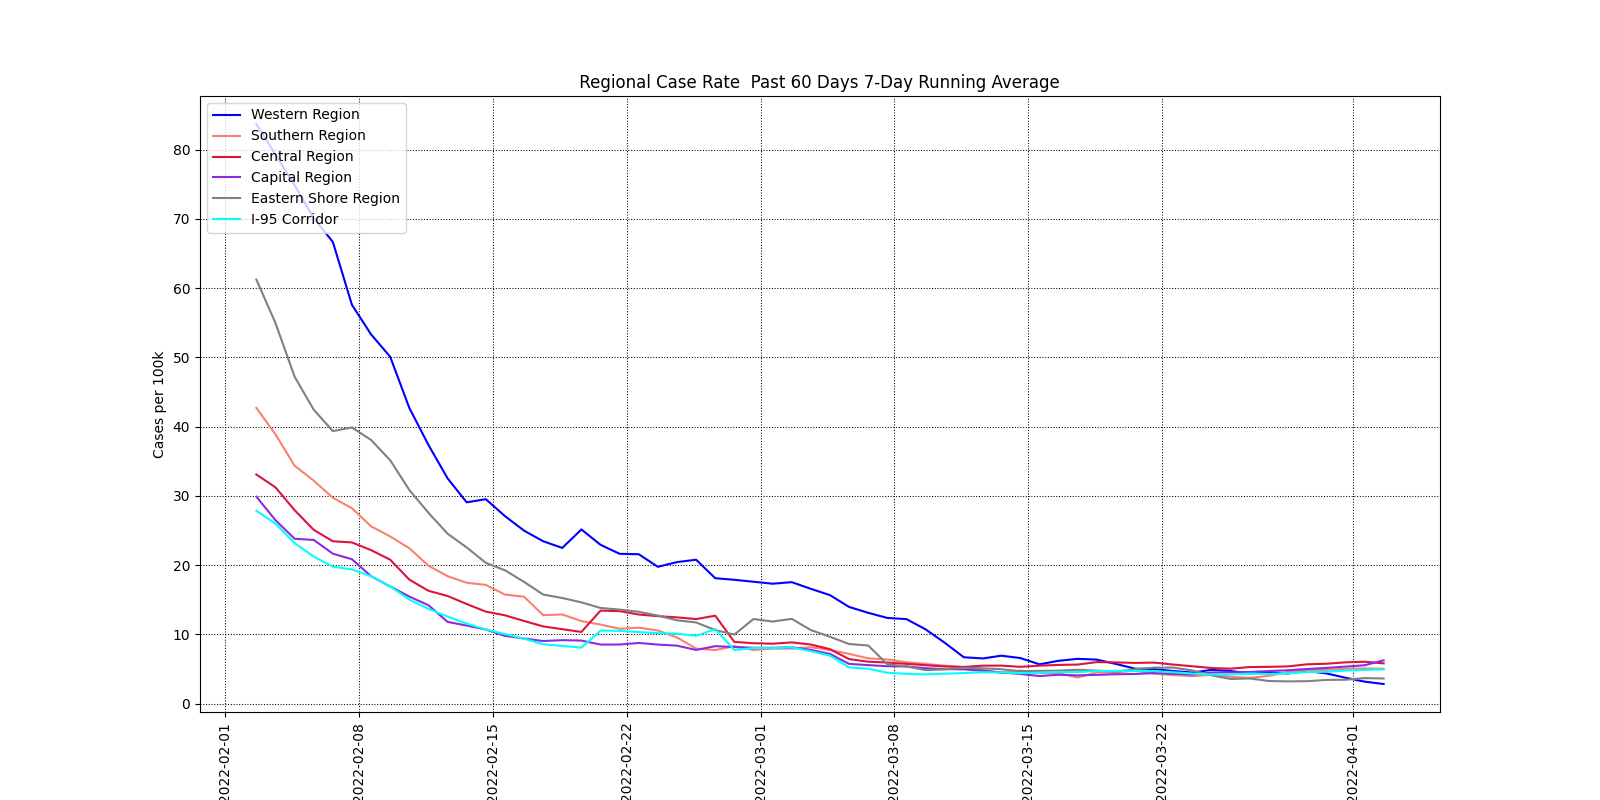 Regional Case Rate  Past 60 Days 7-Day Running Average
Western Region
Southern Region
Central Region
Capital Region
Eastern Shore Region
I-95 Corridor
Cases per 100k
80
70
60
50
40
30
20
10
0
2022-02-01
2022-02-08
2022-02-15
2022-02-22
2022-03-01
2022-03-08
2022-03-15
2022-03-22
2022-04-01